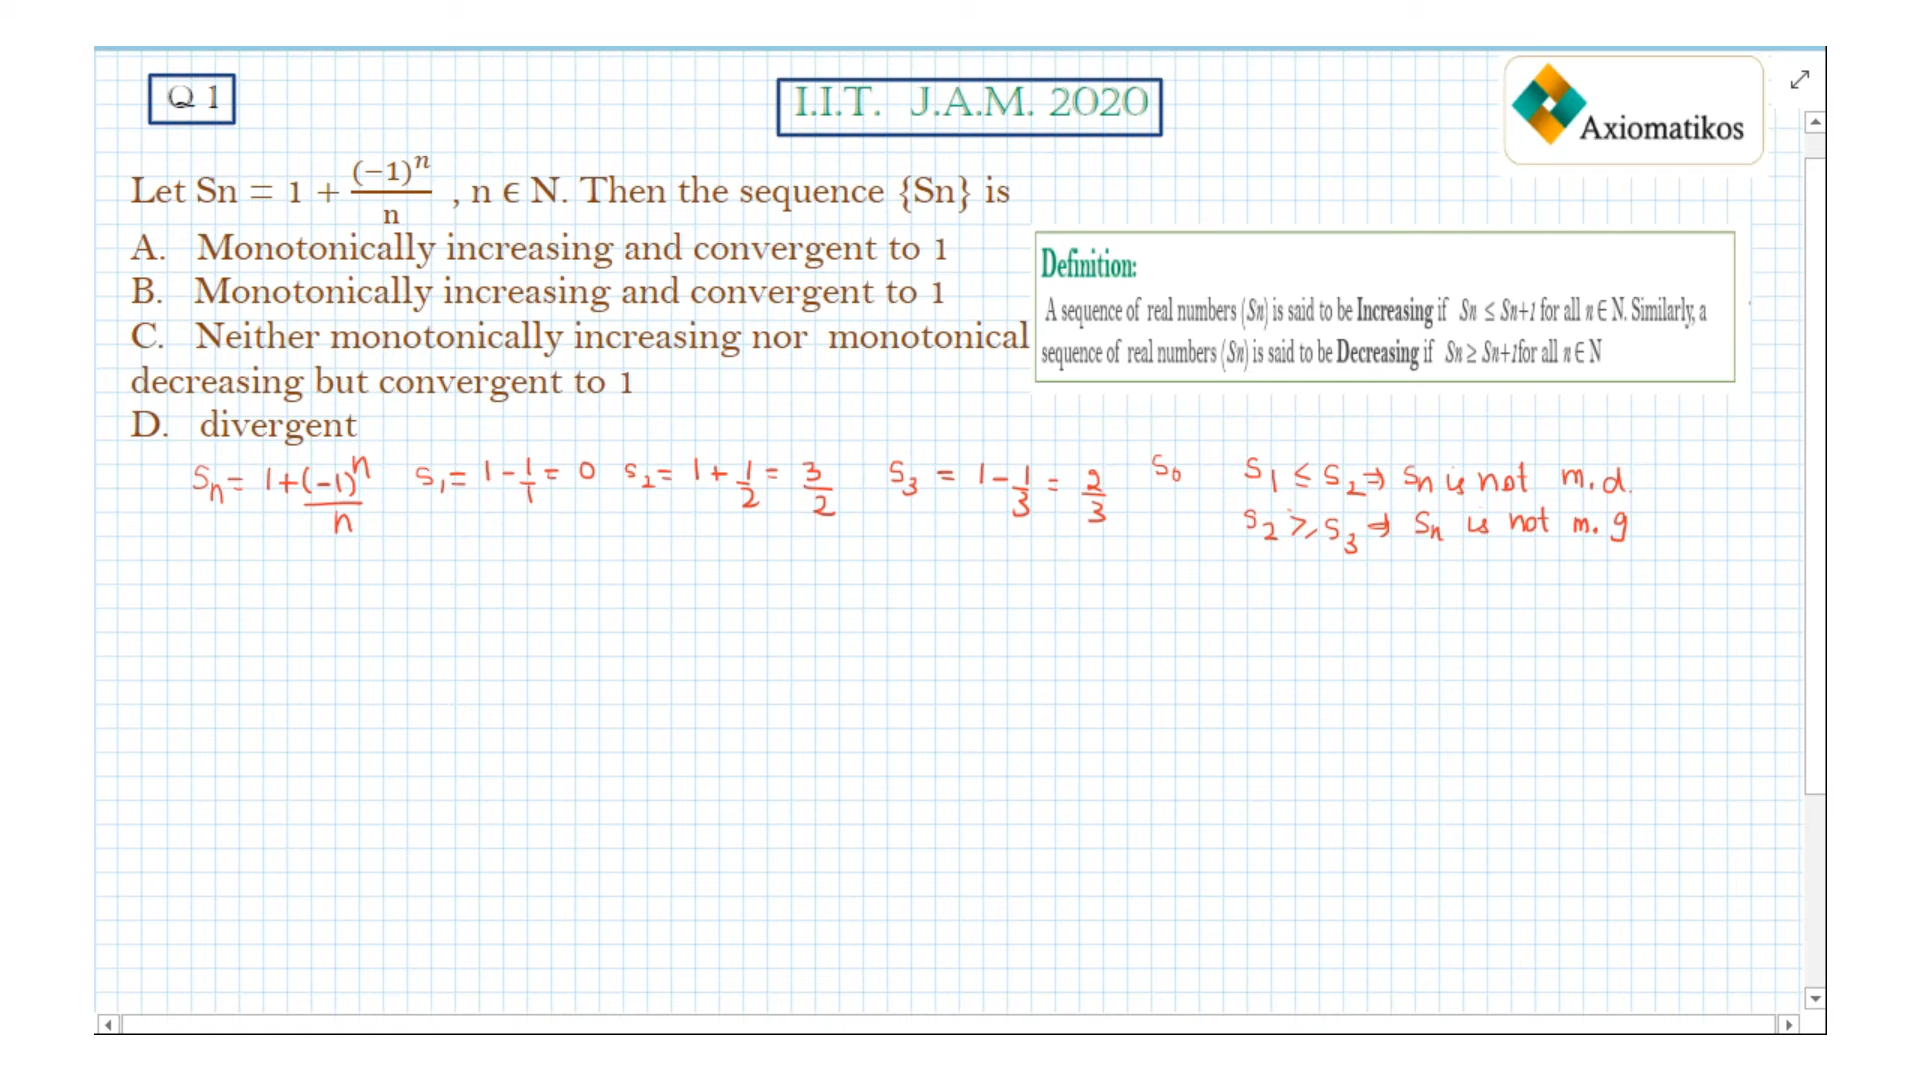 Q 1
I.I.T. J.A.M. 2020
Axiomatikos
Let Sn = 1 + (−1)^n / n , n ϵ N. Then the sequence {Sn} is
A. Monotonically increasing and convergent to 1
B. Monotonically increasing and convergent to 1
C. Neither monotonically increasing nor monotonical
decreasing but convergent to 1
D. divergent
Definition:
A sequence of real numbers (Sn) is said to be Increasing if Sn ≤ Sn+1 for all n ∈ N. Similarly, a
sequence of real numbers (Sn) is said to be Decreasing if Sn ≥ Sn+1for all n ∈ N
Sn = 1+(-1)^n / n S1 = 1 - 1/1 = 0 S2 = 1 + 1/2 = 3/2 S3 = 1 - 1/3 = 2/3 So S1 ≤ S2 ⇒ Sn is not m.d.
S2 ≥ S3 ⇒ Sn is not m.g